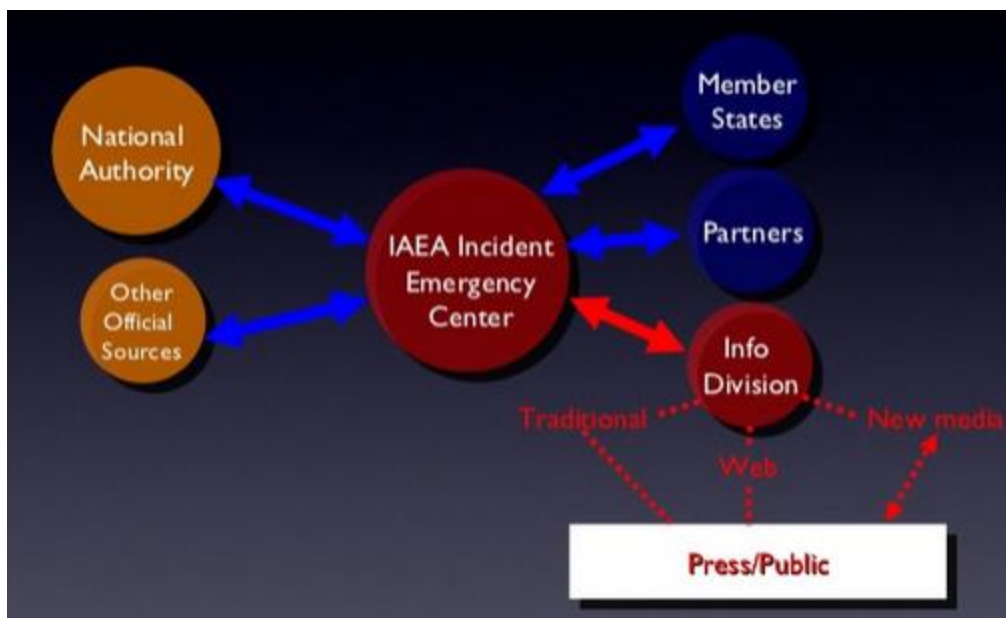 National
Authority
Other
Official
Sources
IAEA Incident
Emergency
Center
Member
States
Partners
Info
Division
Traditional
New media
Web
Press/Public